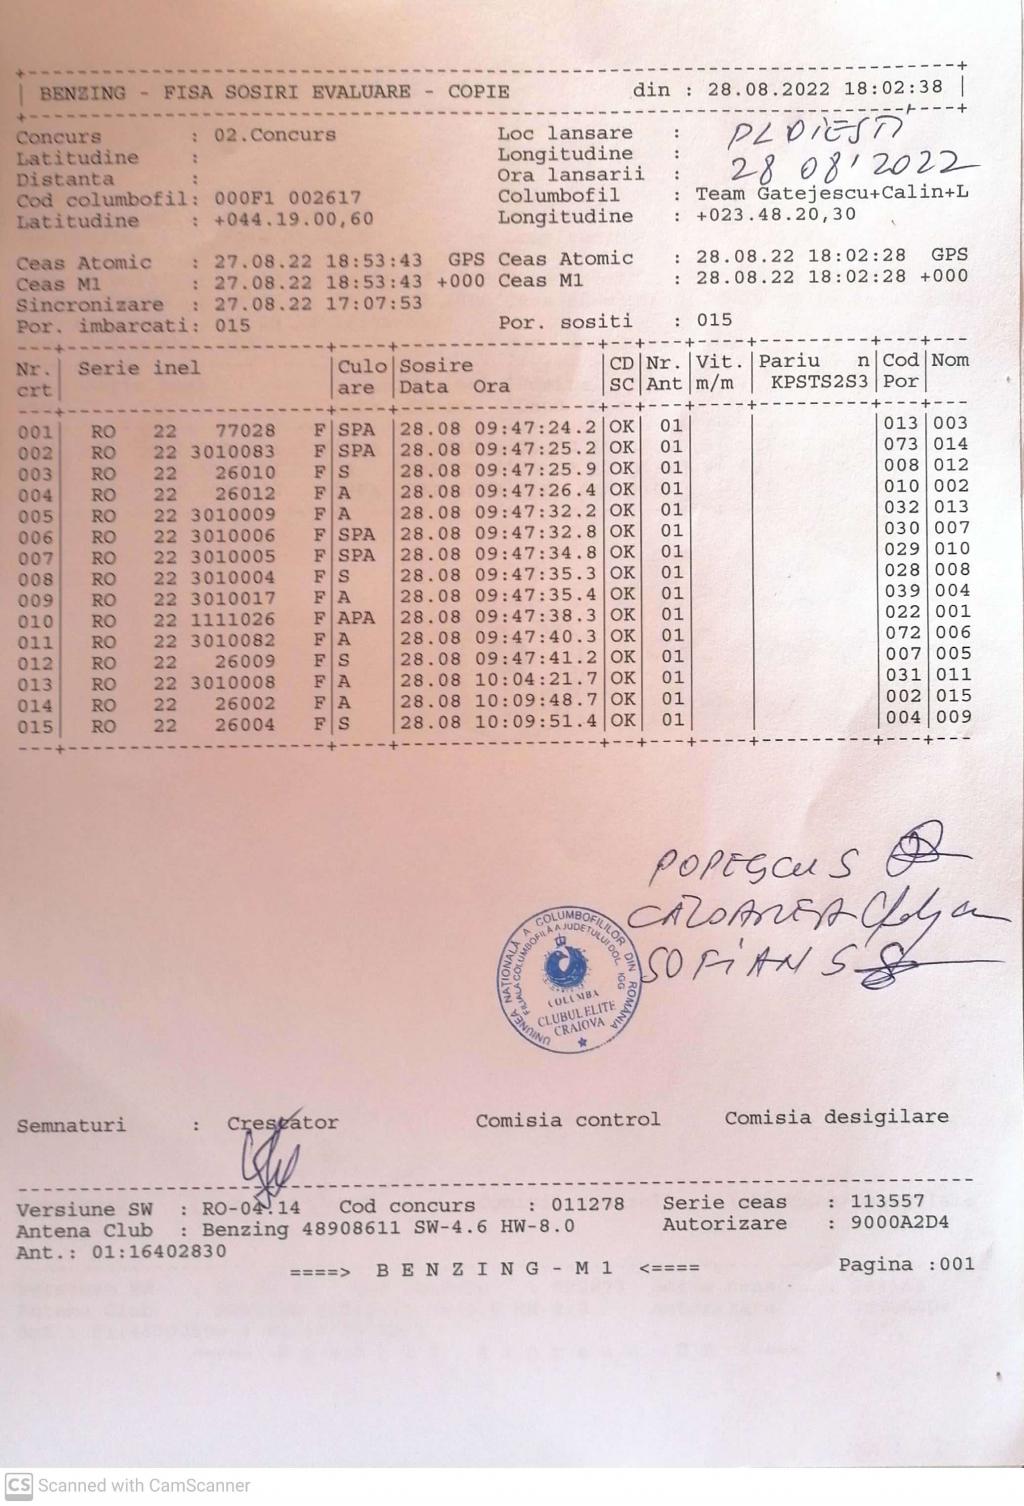 BENZING - FISA SOSIRI EVALUARE - COPIE din : 28.08.2022 18:02:38
Concurs : 02.Concurs Loc lansare : PLOIESTI
Latitudine : Longitudine :
Distanta : Ora lansarii : 28 08' 2022
Cod columbofil: 000F1 002617 Columbofil : Team Gatejescu+Calin+L
Latitudine : +044.19.00,60 Longitudine : +023.48.20,30
Ceas Atomic : 27.08.22 18:53:43 GPS Ceas Atomic : 28.08.22 18:02:28 GPS
Ceas M1 : 27.08.22 18:53:43 +000 Ceas M1 : 28.08.22 18:02:28 +000
Sincronizare : 27.08.22 17:07:53
Por. imbarcati: 015 Por. sositi : 015
Nr. Serie inel Culo Sosire CD Nr. Vit. Pariu n Cod Nom
crt are Data Ora SC Ant m/m KPSTS2S3 Por
001 RO 22 77028 F SPA 28.08 09:47:24.2 OK 01 013 003
002 RO 22 3010083 F SPA 28.08 09:47:25.2 OK 01 073 014
003 RO 22 26010 F S 28.08 09:47:25.9 OK 01 008 012
004 RO 22 26012 F A 28.08 09:47:26.4 OK 01 010 002
005 RO 22 3010009 F A 28.08 09:47:32.2 OK 01 032 013
006 RO 22 3010006 F SPA 28.08 09:47:32.8 OK 01 030 007
007 RO 22 3010005 F SPA 28.08 09:47:34.8 OK 01 029 010
008 RO 22 3010004 F S 28.08 09:47:35.3 OK 01 028 008
009 RO 22 3010017 F A 28.08 09:47:35.4 OK 01 039 004
010 RO 22 1111026 F APA 28.08 09:47:38.3 OK 01 022 001
011 RO 22 3010082 F A 28.08 09:47:40.3 OK 01 072 006
012 RO 22 26009 F S 28.08 09:47:41.2 OK 01 007 005
013 RO 22 3010008 F A 28.08 10:04:21.7 OK 01 031 011
014 RO 22 26002 F A 28.08 10:09:48.7 OK 01 002 015
015 RO 22 26004 F S 28.08 10:09:51.4 OK 01 004 009
POPESCU S
SOFIAN S
UNIUNEA NAȚIONALĂ A COLUMBOFILILOR DIN ROMÂNIA
FILIALA COLUMBOFILĂ A JUDETULUI DOL
COLUMBA
CLUBUL ELITE
CRAIOVA
Semnaturi : Crescator Comisia control Comisia desigilare
Versiune SW : RO-04.14 Cod concurs : 011278 Serie ceas : 113557
Antena Club : Benzing 48908611 SW-4.6 HW-8.0 Autorizare : 9000A2D4
Ant.: 01:16402830
====> B E N Z I N G - M 1 <==== Pagina :001
CS Scanned with CamScanner